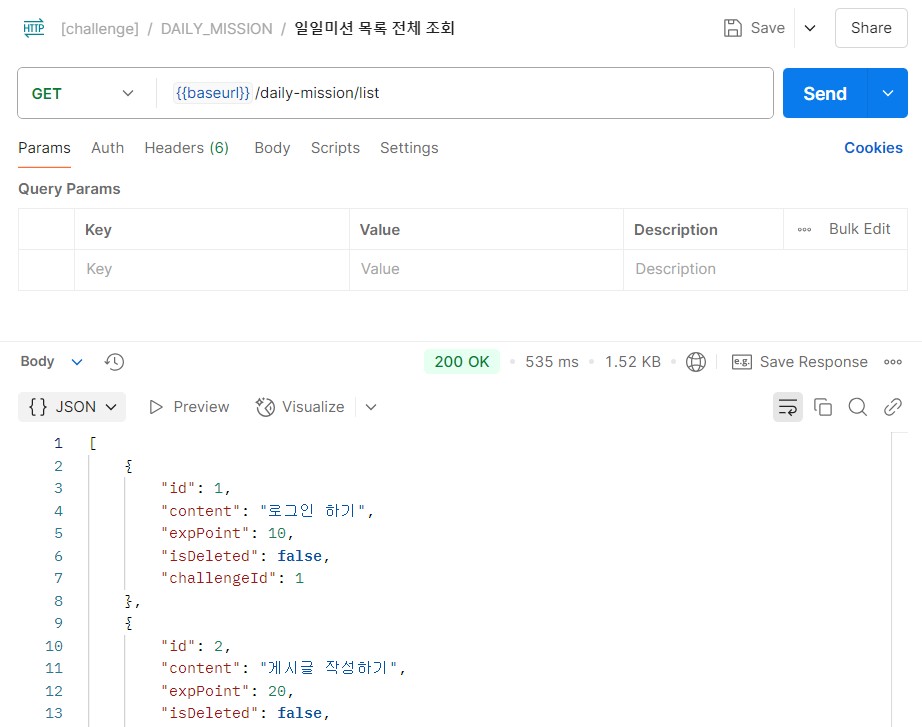 HTTP [challenge] / DAILY_MISSION / 일일미션 목록 전체 조회 Save Share
GET {{baseurl}} /daily-mission/list Send
Params Auth Headers (6) Body Scripts Settings Cookies
Query Params
Key Value Description Bulk Edit
Key Value Description
Body 200 OK 535 ms 1.52 KB e.g. Save Response
{} JSON Preview Visualize
1 [
2 {
3 "id": 1,
4 "content": "로그인 하기",
5 "expPoint": 10,
6 "isDeleted": false,
7 "challengeId": 1
8 },
9 {
10 "id": 2,
11 "content": "게시글 작성하기",
12 "expPoint": 20,
13 "isDeleted": false,